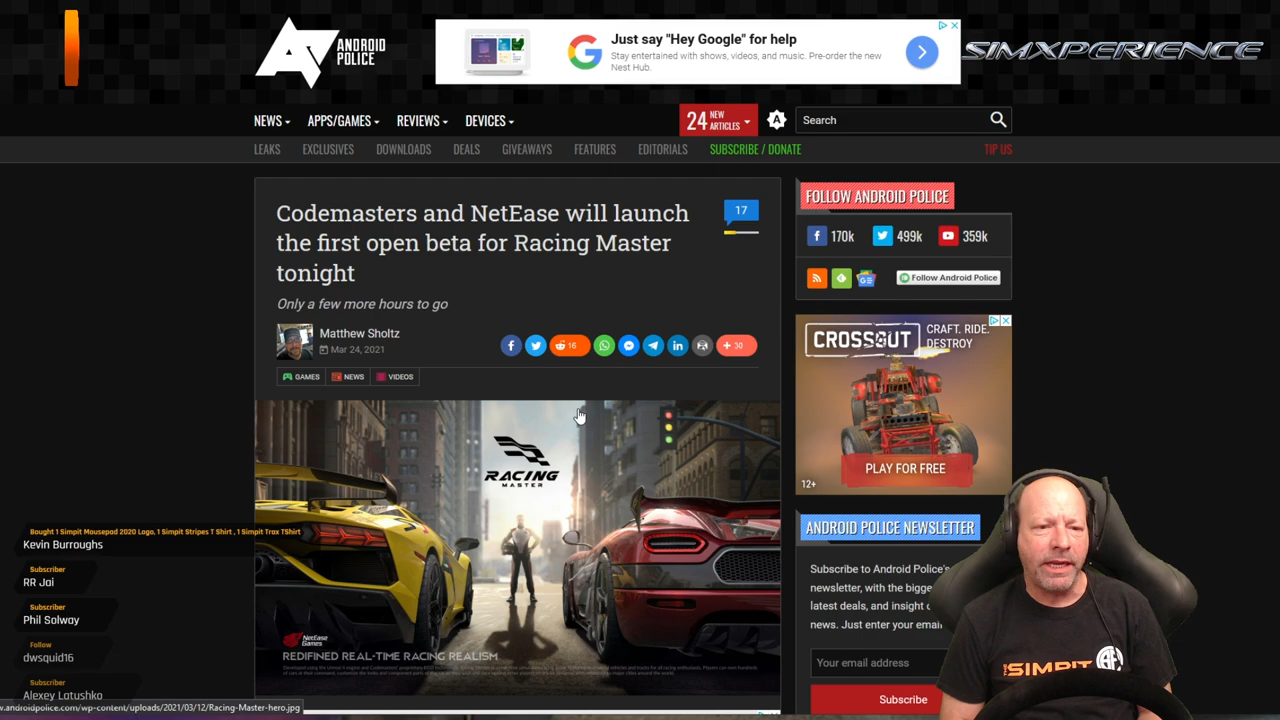 ANDROID
POLICE
Just say "Hey Google" for help
Stay entertained with shows, videos, and music. Pre-order the new
Nest Hub.
SIMXPERIENCE
NEWS APPS/GAMES REVIEWS DEVICES
24 NEW
ARTICLES
Search
LEAKS EXCLUSIVES DOWNLOADS DEALS GIVEAWAYS FEATURES EDITORIALS SUBSCRIBE / DONATE TIP US
Codemasters and NetEase will launch
the first open beta for Racing Master
tonight
17
Only a few more hours to go
Matthew Sholtz
Mar 24, 2021
16
30
GAMES NEWS VIDEOS
RACING
MASTER
NetEase
Games
REDEFINED REAL-TIME RACING REALISM
FOLLOW ANDROID POLICE
170k 499k 359k
Follow Android Police
CROSSOUT
CRAFT. RIDE.
DESTROY
PLAY FOR FREE
12+
ANDROID POLICE NEWSLETTER
Subscribe to Android Police's
newsletter, with the bigge
latest deals, and insight
news. Just enter your email
Your email address
Subscribe
Bought 1 Simpit Mousepad 2020 Logo, 1 Simpit Stripes T Shirt , 1 Simpit Trax TShirt
Kevin Burroughs
Subscriber
RR Jai
Subscriber
Phil Solway
Follow
dwsquid16
Subscriber
Alexey Latushko
w.androidpolice.com/wp-content/uploads/2021/03/12/Racing-Master-hero.jpg
SIMPIT